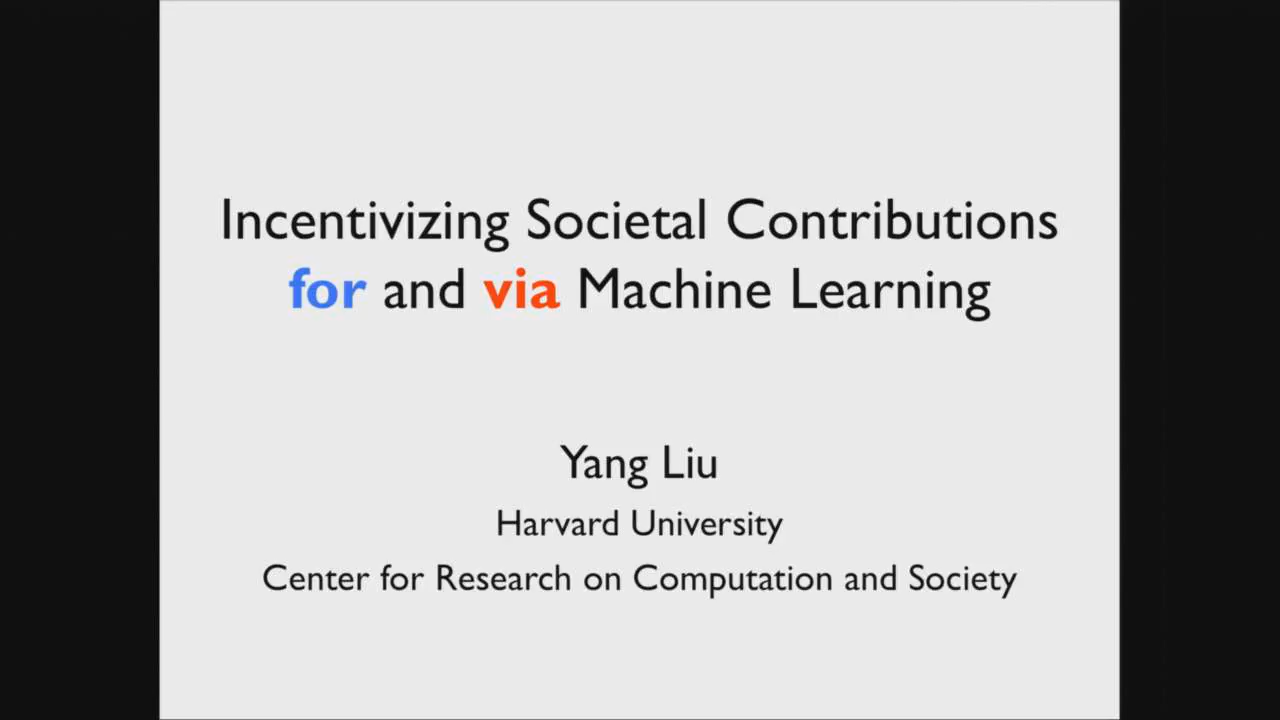 Incentivizing Societal Contributions
for and via Machine Learning
Yang Liu
Harvard University
Center for Research on Computation and Society